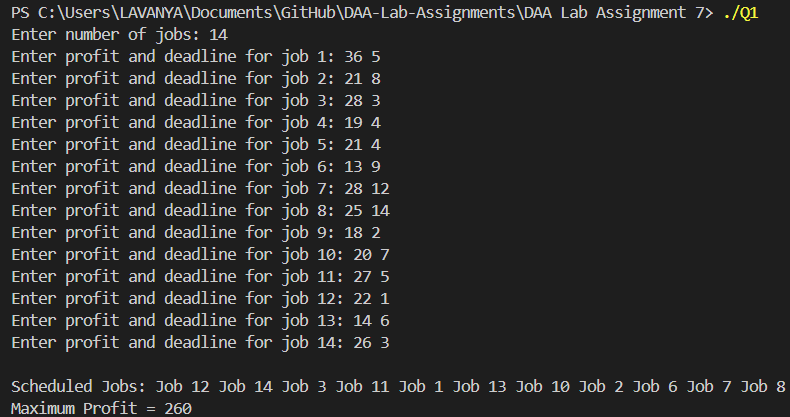 PS C:\Users\LAVANYA\Documents\GitHub\DAA-Lab-Assignments\DAA Lab Assignment 7> ./Q1
Enter number of jobs: 14
Enter profit and deadline for job 1: 36 5
Enter profit and deadline for job 2: 21 8
Enter profit and deadline for job 3: 28 3
Enter profit and deadline for job 4: 19 4
Enter profit and deadline for job 5: 21 4
Enter profit and deadline for job 6: 13 9
Enter profit and deadline for job 7: 28 12
Enter profit and deadline for job 8: 25 14
Enter profit and deadline for job 9: 18 2
Enter profit and deadline for job 10: 20 7
Enter profit and deadline for job 11: 27 5
Enter profit and deadline for job 12: 22 1
Enter profit and deadline for job 13: 14 6
Enter profit and deadline for job 14: 26 3
Scheduled Jobs: Job 12 Job 14 Job 3 Job 11 Job 1 Job 13 Job 10 Job 2 Job 6 Job 7 Job 8
Maximum Profit = 260